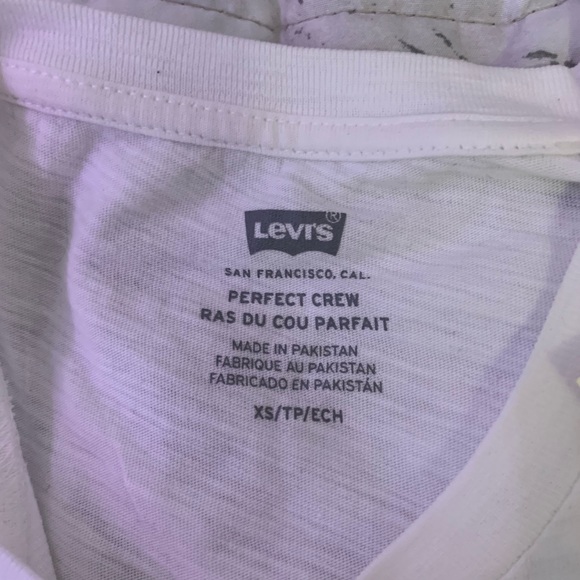 Levi's®
SAN FRANCISCO, CAL.
PERFECT CREW
RAS DU COU PARFAIT
MADE IN PAKISTAN
FABRIQUE AU PAKISTAN
FABRICADO EN PAKISTÁN
XS/TP/ECH